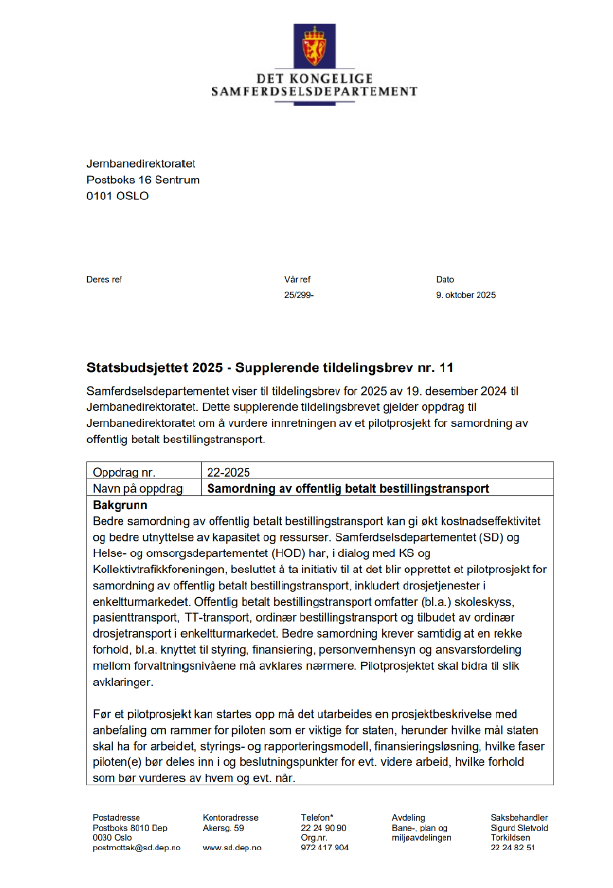 DET KONGELIGE
SAMFERDSELSDEPARTEMENT
Jernbanedirektoratet
Postboks 16 Sentrum
0101 OSLO
Deres ref Vår ref Dato
25/299- 9. oktober 2025
Statsbudsjettet 2025 - Supplerende tildelingsbrev nr. 11
Samferdselsdepartementet viser til tildelingsbrev for 2025 av 19. desember 2024 til
Jernbanedirektoratet. Dette supplerende tildelingsbrevet gjelder oppdrag til
Jernbanedirektoratet om å vurdere innretningen av et pilotprosjekt for samordning av
offentlig betalt bestillingstransport.
Oppdrag nr. 22-2025
Navn på oppdrag Samordning av offentlig betalt bestillingstransport
Bakgrunn
Bedre samordning av offentlig betalt bestillingstransport kan gi økt kostnadseffektivitet
og bedre utnyttelse av kapasitet og ressurser. Samferdselsdepartementet (SD) og
Helse- og omsorgsdepartementet (HOD) har, i dialog med KS og
Kollektivtrafikkforeningen, besluttet å ta initiativ til at det blir opprettet et pilotprosjekt for
samordning av offentlig betalt bestillingstransport, inkludert drosjetjenester i
enkeltturmarkedet. Offentlig betalt bestillingstransport omfatter (bl.a.) skoleskyss,
pasienttransport, TT-transport, ordinær bestillingstransport og tilbudet av ordinær
drosjetransport i enkeltturmarkedet. Bedre samordning krever samtidig at en rekke
forhold, bl.a. knyttet til styring, finansiering, personvernhensyn og ansvarsfordeling
mellom forvaltningsnivåene må avklares nærmere. Pilotprosjektet skal bidra til slik
avklaringer.
Før et pilotprosjekt kan startes opp må det utarbeides en prosjektbeskrivelse med
anbefaling om rammer for piloten som er viktige for staten, herunder hvilke mål staten
skal ha for arbeidet, styrings- og rapporteringsmodell, finansieringsløsning, hvilke faser
piloten(e) bør deles inn i og beslutningspunkter for evt. videre arbeid, hvilke forhold
som bør vurderes av hvem og evt. når.
Postadresse Kontoradresse Telefon* Avdeling Saksbehandler
Postboks 8010 Dep Akersg. 59 22 24 90 90 Bane-, plan og Sigurd Sletvold
0030 Oslo Org.nr. miljøavdelingen Torkildsen
postmottak@sd.dep.no www.sd.dep.no 972 417 904 22 24 82 51